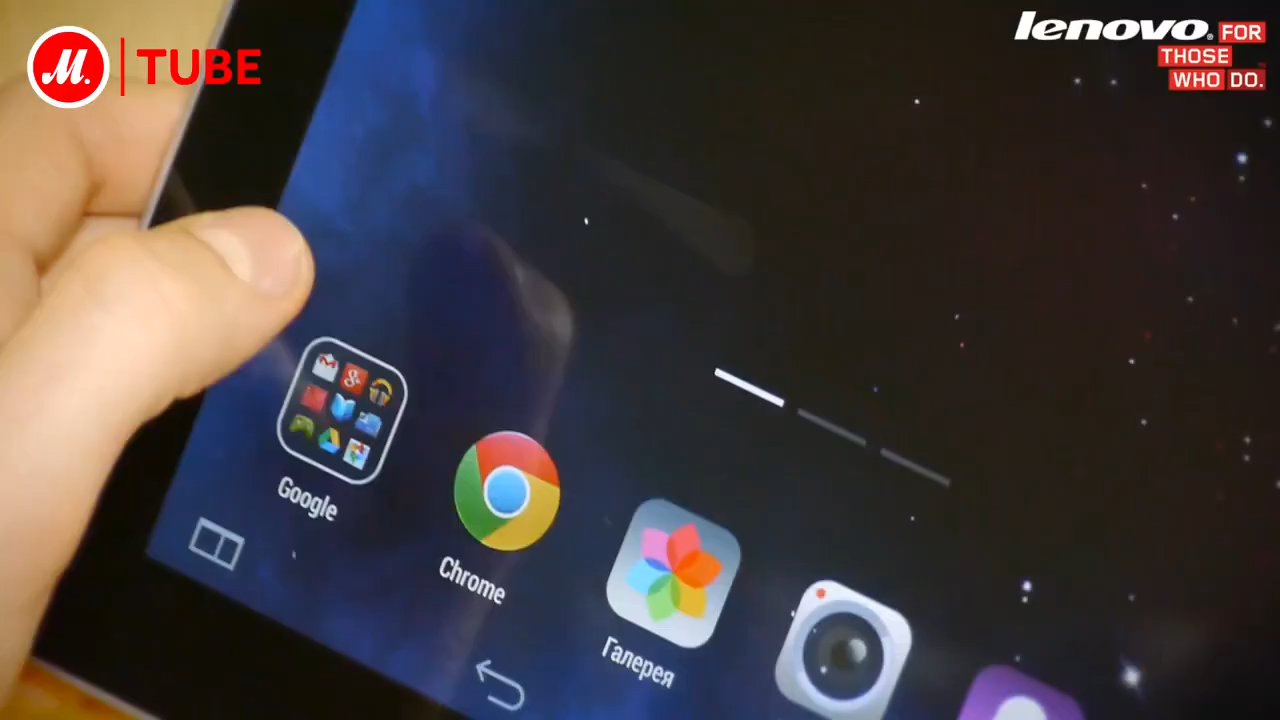 M. TUBE
lenovo FOR
THOSE
WHO DO.
Google
Chrome
Галерея